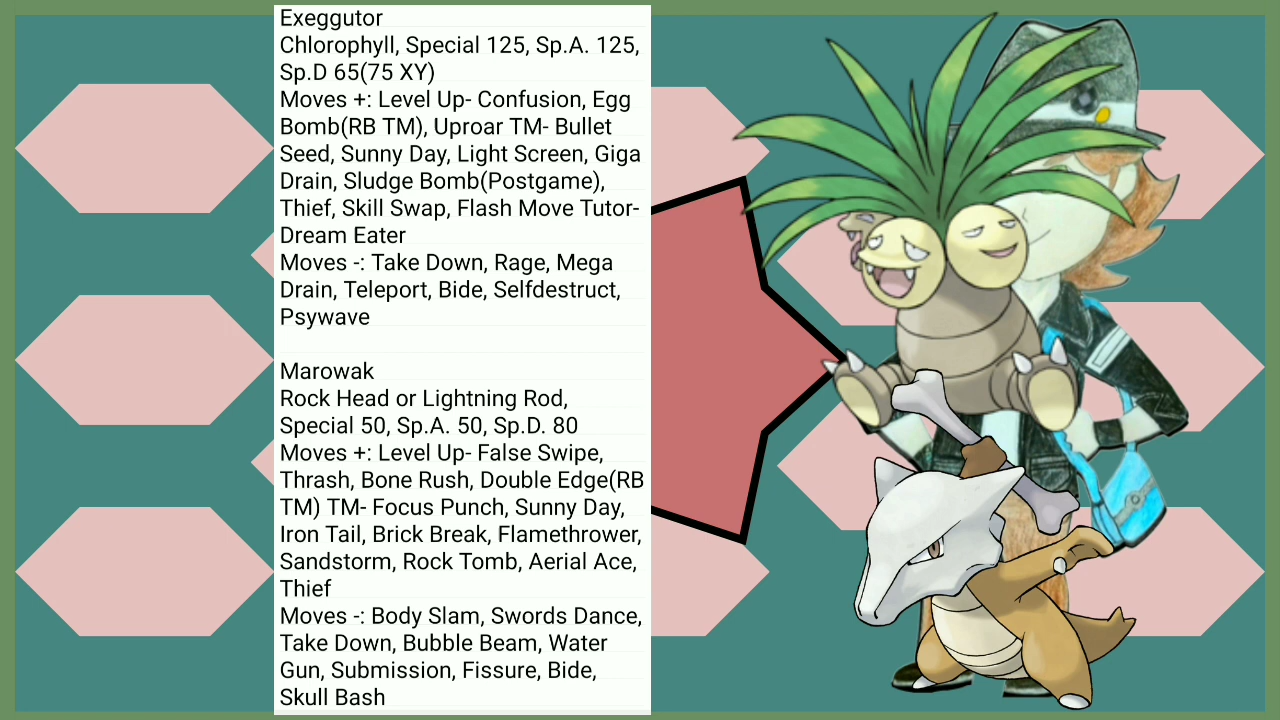 Exeggutor
Chlorophyll, Special 125, Sp.A. 125,
Sp.D 65(75 XY)
Moves +: Level Up- Confusion, Egg
Bomb(RB TM), Uproar TM- Bullet
Seed, Sunny Day, Light Screen, Giga
Drain, Sludge Bomb(Postgame),
Thief, Skill Swap, Flash Move Tutor-
Dream Eater
Moves -: Take Down, Rage, Mega
Drain, Teleport, Bide, Selfdestruct,
Psywave
Marowak
Rock Head or Lightning Rod,
Special 50, Sp.A. 50, Sp.D. 80
Moves +: Level Up- False Swipe,
Thrash, Bone Rush, Double Edge(RB
TM) TM- Focus Punch, Sunny Day,
Iron Tail, Brick Break, Flamethrower,
Sandstorm, Rock Tomb, Aerial Ace,
Thief
Moves -: Body Slam, Swords Dance,
Take Down, Bubble Beam, Water
Gun, Submission, Fissure, Bide,
Skull Bash